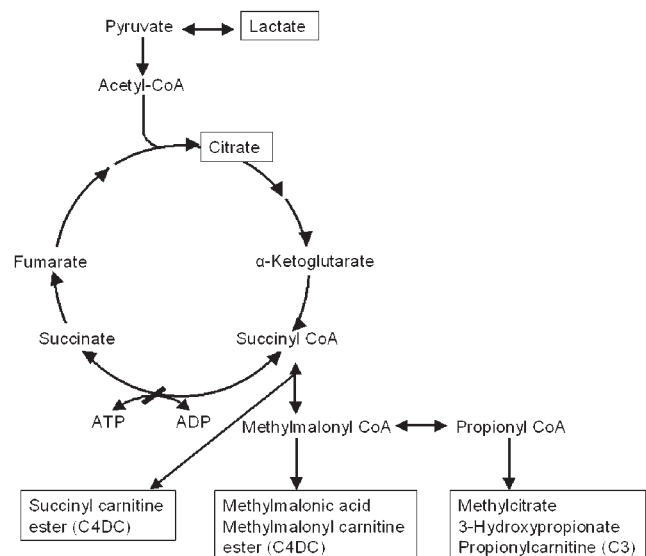 Pyruvate
Lactate
Acetyl-CoA
Citrate
Fumarate
α-Ketoglutarate
Succinate
Succinyl CoA
ATP
ADP
Methylmalonyl CoA
Propionyl CoA
Succinyl carnitine
ester (C4DC)
Methylmalonic acid
Methylmalonyl carnitine
ester (C4DC)
Methylcitrate
3-Hydroxypropionate
Propionylcarnitine (C3)